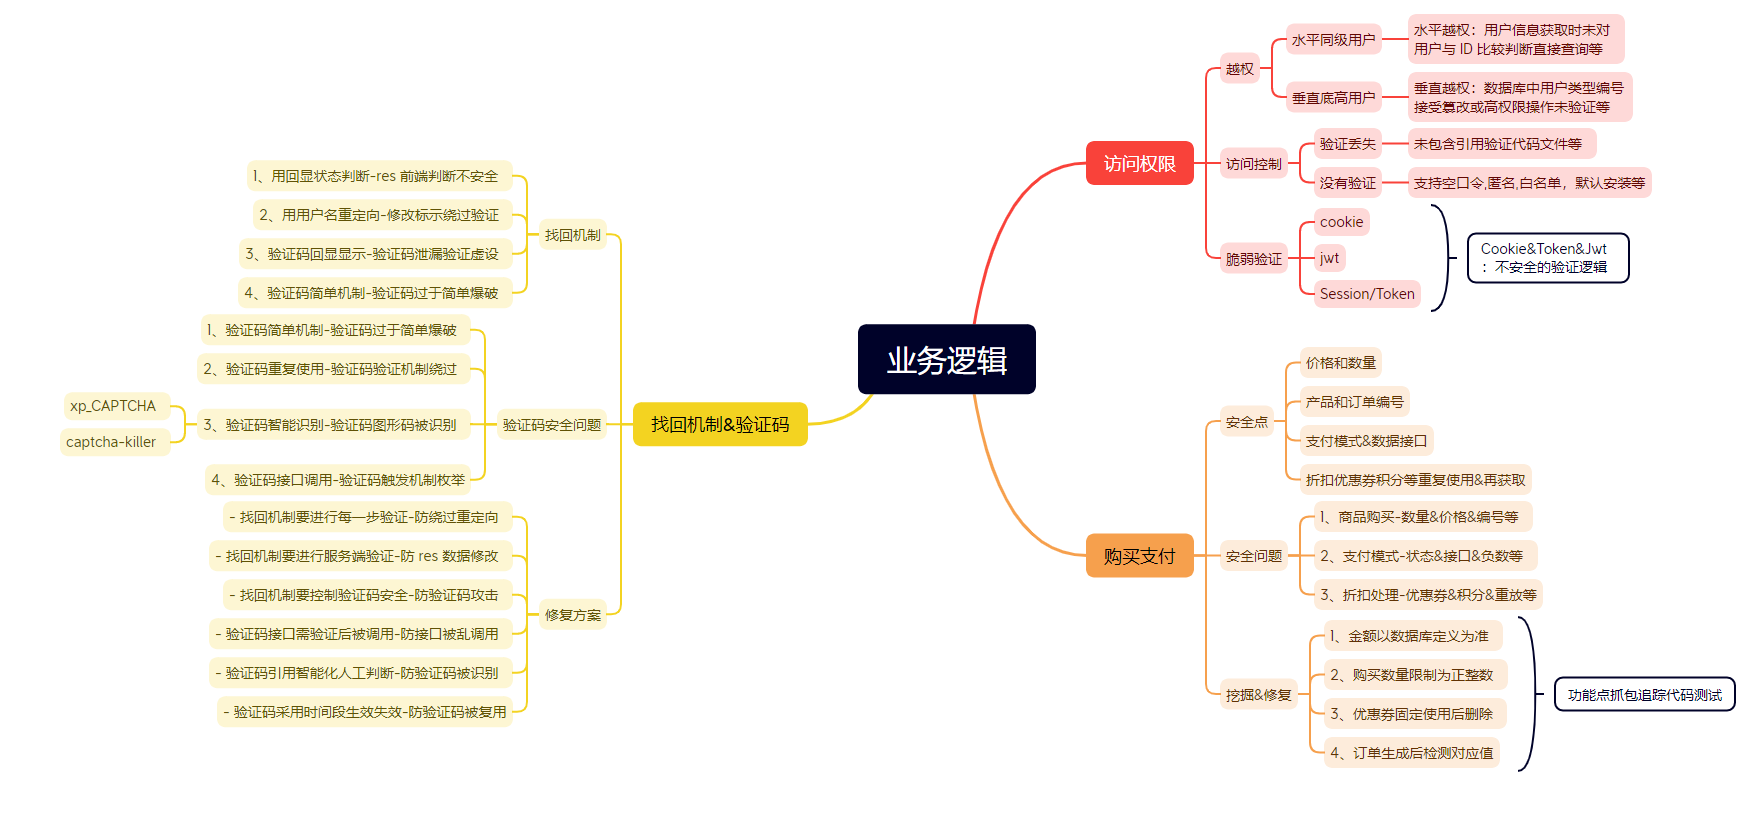 业务逻辑
访问权限
越权
水平同级用户
水平越权：用户信息获取时未对
用户与 ID 比较判断直接查询等
垂直底高用户
垂直越权：数据库中用户类型编号
接受篡改或高权限操作未验证等
访问控制
验证丢失
未包含引用验证代码文件等
没有验证
支持空口令,匿名,白名单，默认安装等
脆弱验证
cookie
jwt
Session/Token
Cookie&Token&Jwt
：不安全的验证逻辑
购买支付
安全点
价格和数量
产品和订单编号
支付模式&数据接口
折扣优惠券积分等重复使用&再获取
安全问题
1、商品购买-数量&价格&编号等
2、支付模式-状态&接口&负数等
3、折扣处理-优惠券&积分&重放等
挖掘&修复
1、金额以数据库定义为准
2、购买数量限制为正整数
3、优惠券固定使用后删除
4、订单生成后检测对应值
功能点抓包追踪代码测试
找回机制&验证码
找回机制
1、用回显状态判断-res 前端判断不安全
2、用用户名重定向-修改标示绕过验证
3、验证码回显显示-验证码泄漏验证虚设
4、验证码简单机制-验证码过于简单爆破
验证码安全问题
1、验证码简单机制-验证码过于简单爆破
2、验证码重复使用-验证码验证机制绕过
3、验证码智能识别-验证码图形码被识别
xp_CAPTCHA
captcha-killer
4、验证码接口调用-验证码触发机制枚举
修复方案
- 找回机制要进行每一步验证-防绕过重定向
- 找回机制要进行服务端验证-防 res 数据修改
- 找回机制要控制验证码安全-防验证码攻击
- 验证码接口需验证后被调用-防接口被乱调用
- 验证码引用智能化人工判断-防验证码被识别
- 验证码采用时间段生效失效-防验证码被复用